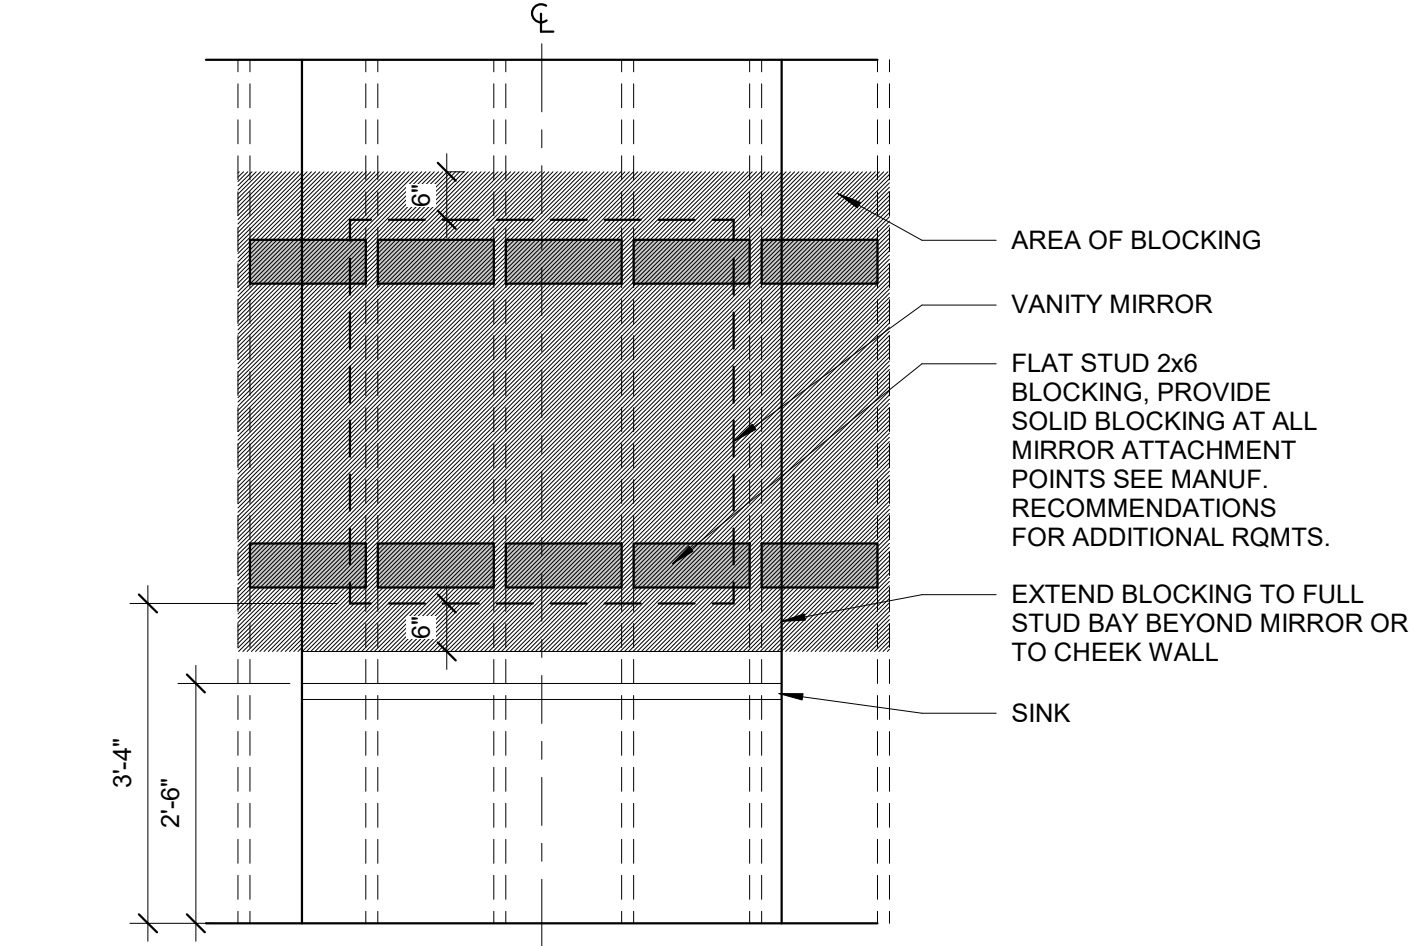 ℄
6"
AREA OF BLOCKING
VANITY MIRROR
FLAT STUD 2x6
BLOCKING, PROVIDE
SOLID BLOCKING AT ALL
MIRROR ATTACHMENT
POINTS SEE MANUF.
RECOMMENDATIONS
FOR ADDITIONAL RQMTS.
6"
EXTEND BLOCKING TO FULL
STUD BAY BEYOND MIRROR OR
TO CHEEK WALL
SINK
3'-4"
2'-6"